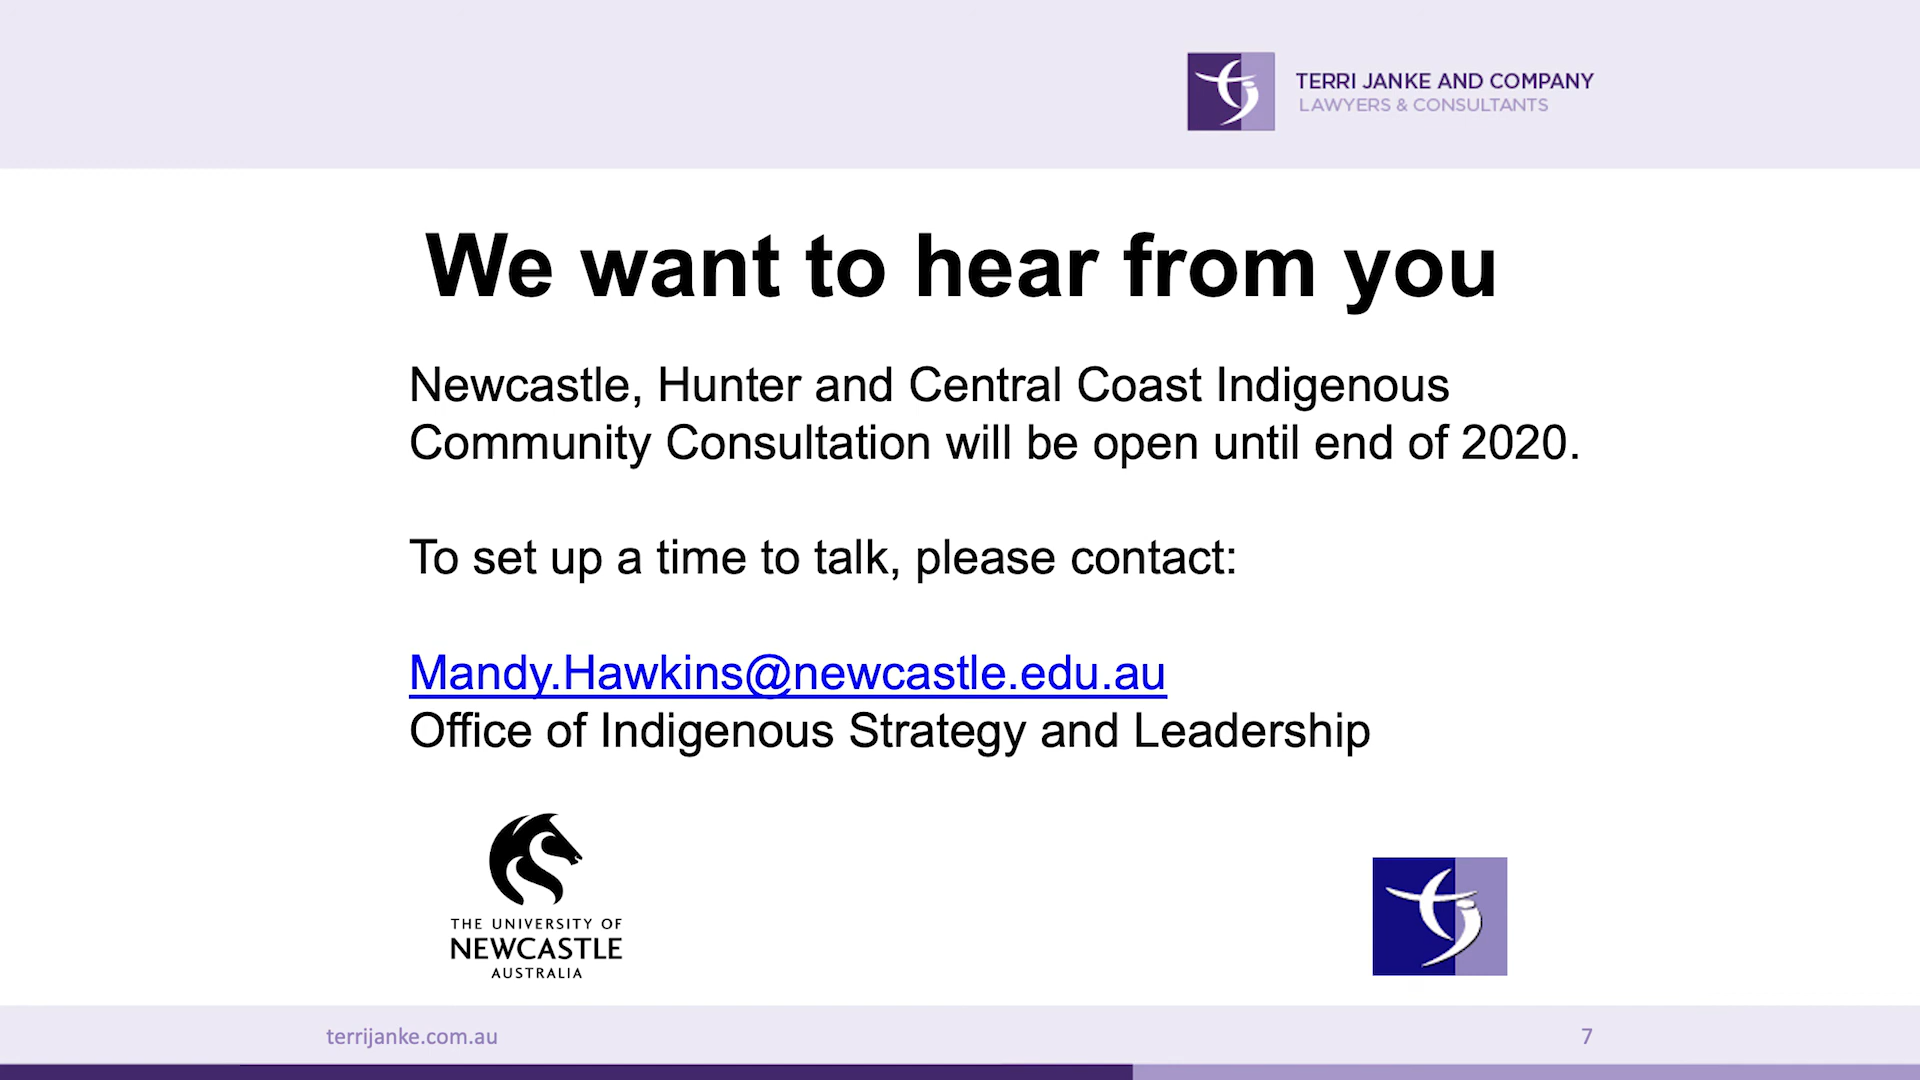 TERRI JANKE AND COMPANY
LAWYERS & CONSULTANTS
We want to hear from you
Newcastle, Hunter and Central Coast Indigenous
Community Consultation will be open until end of 2020.
To set up a time to talk, please contact:
Mandy.Hawkins@newcastle.edu.au
Office of Indigenous Strategy and Leadership
THE UNIVERSITY OF
NEWCASTLE
AUSTRALIA
terrijanke.com.au
7